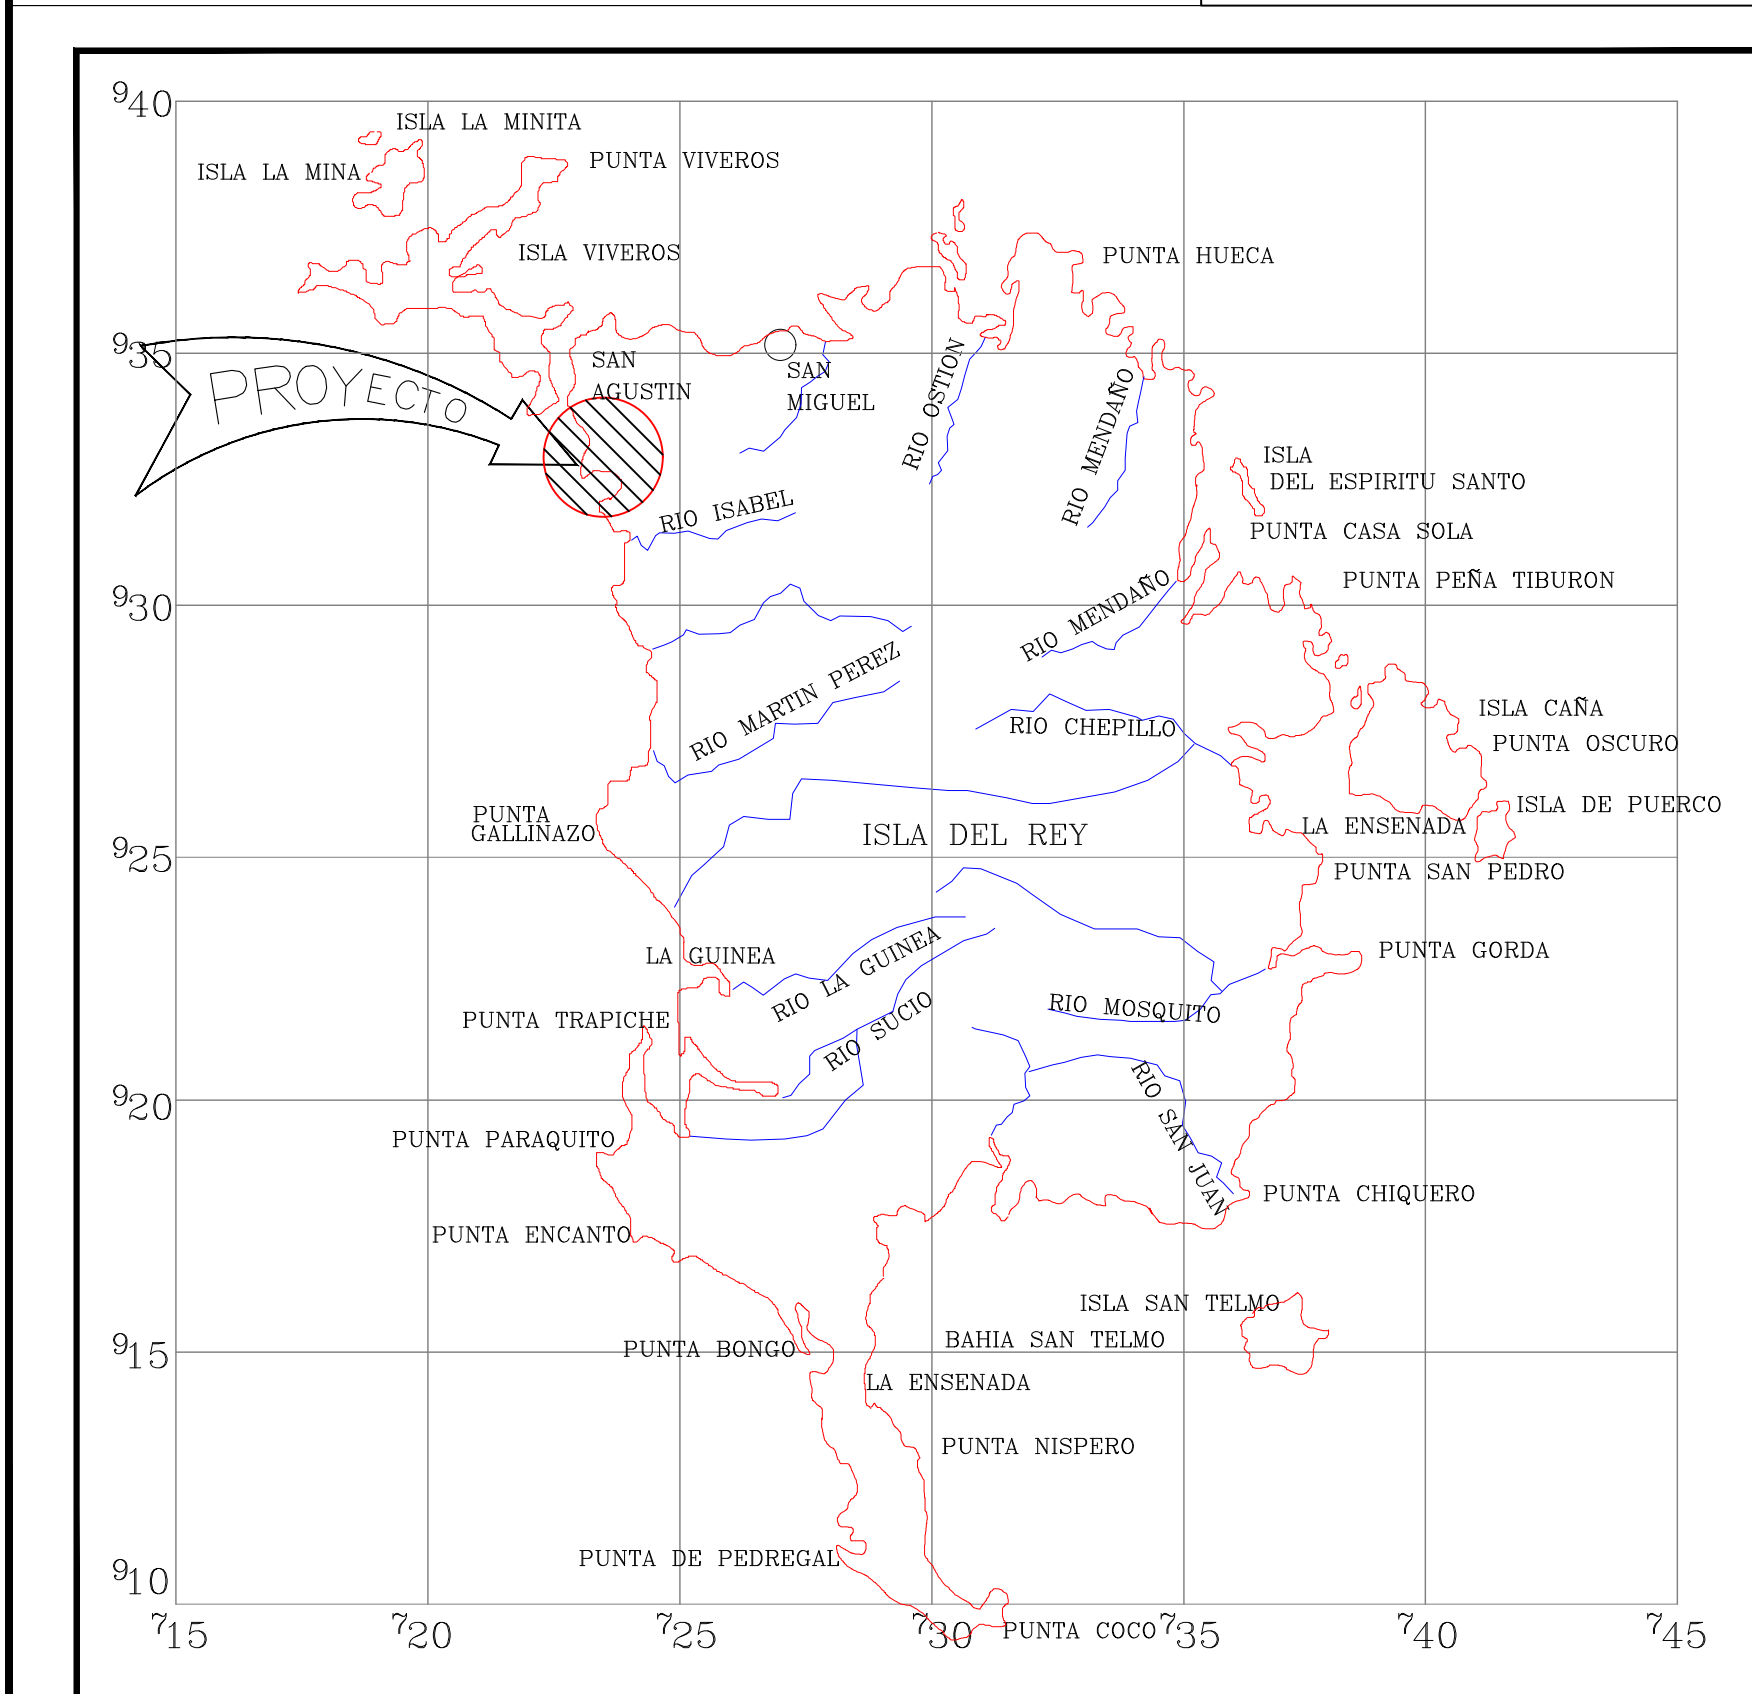 940
ISLA LA MINITA
PUNTA VIVEROS
ISLA LA MINA
ISLA VIVEROS
PUNTA HUECA
935
SAN
AGUSTIN
SAN
MIGUEL
PROYECTO
RIO OSTION
RIO MENDAÑO
ISLA
DEL ESPIRITU SANTO
RIO ISABEL
PUNTA CASA SOLA
PUNTA PEÑA TIBURON
930
RIO MENDAÑO
RIO MARTIN PEREZ
ISLA CAÑA
RIO CHEPILLO
PUNTA OSCURO
ISLA DE PUERCO
PUNTA
GALLINAZO
LA ENSENADA
ISLA DEL REY
925
PUNTA SAN PEDRO
PUNTA GORDA
LA GUINEA
RIO LA GUINEA
RIO MOSQUITO
PUNTA TRAPICHE
RIO SUCIO
920
RIO SAN JUAN
PUNTA PARAQUITO
PUNTA CHIQUERO
PUNTA ENCANTO
ISLA SAN TELMO
BAHIA SAN TELMO
915
PUNTA BONGO
LA ENSENADA
PUNTA NISPERO
PUNTA DE PEDREGAL
910
PUNTA COCO
715
720
725
730
735
740
745